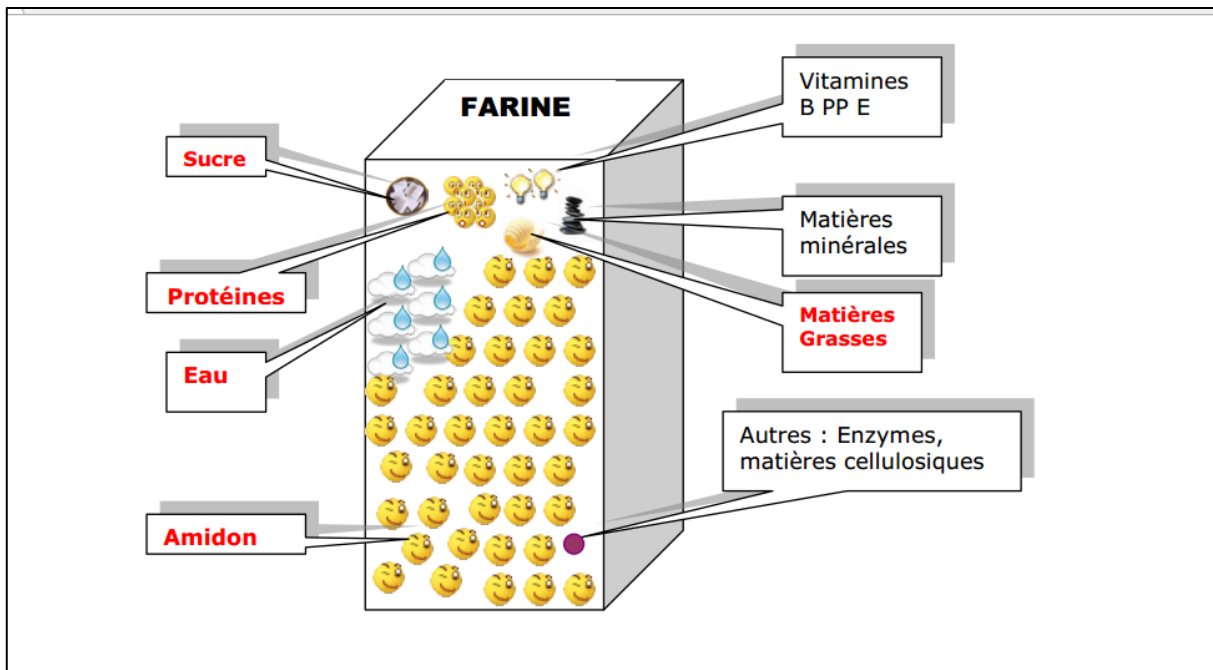 FARINE
Vitamines
B PP E
Sucre
Matières
minérales
Protéines
Matières
Grasses
Eau
Autres : Enzymes,
matières cellulosiques
Amidon